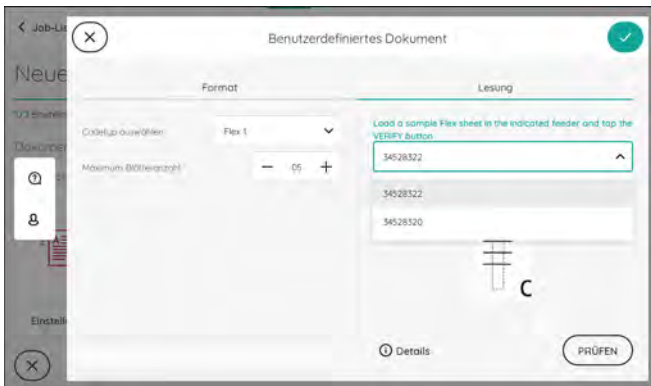 Job-Lis
Benutzerdefiniertes Dokument
Neue
Format
Lesung
Codetyp auswählen
Flex 1
Load a sample Flex sheet in the indicated feeder and tap the
VERIFY button
34528322
Maximum Blätteranzahl
05
34528322
34528320
C
Einstell
Details
PRÜFEN